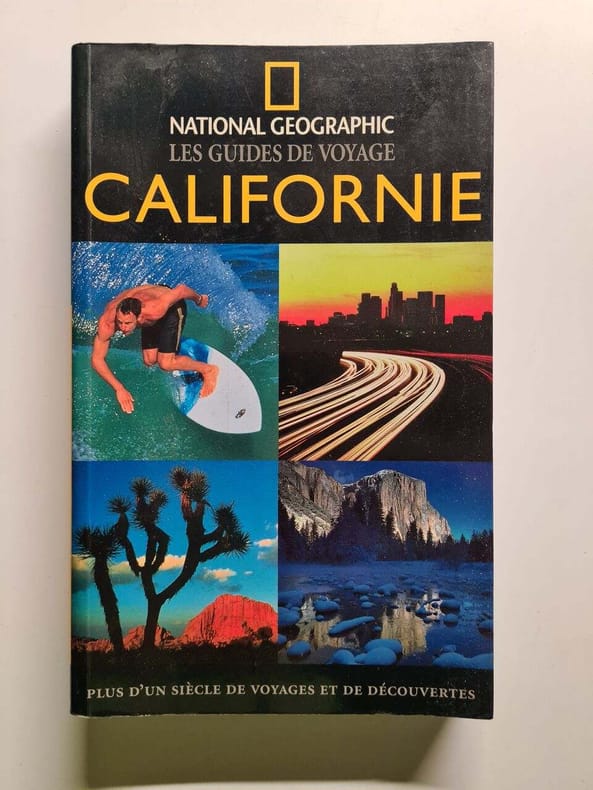 NATIONAL GEOGRAPHIC
LES GUIDES DE VOYAGE
CALIFORNIE
PLUS D'UN SIÈCLE DE VOYAGES ET DE DÉCOUVERTES